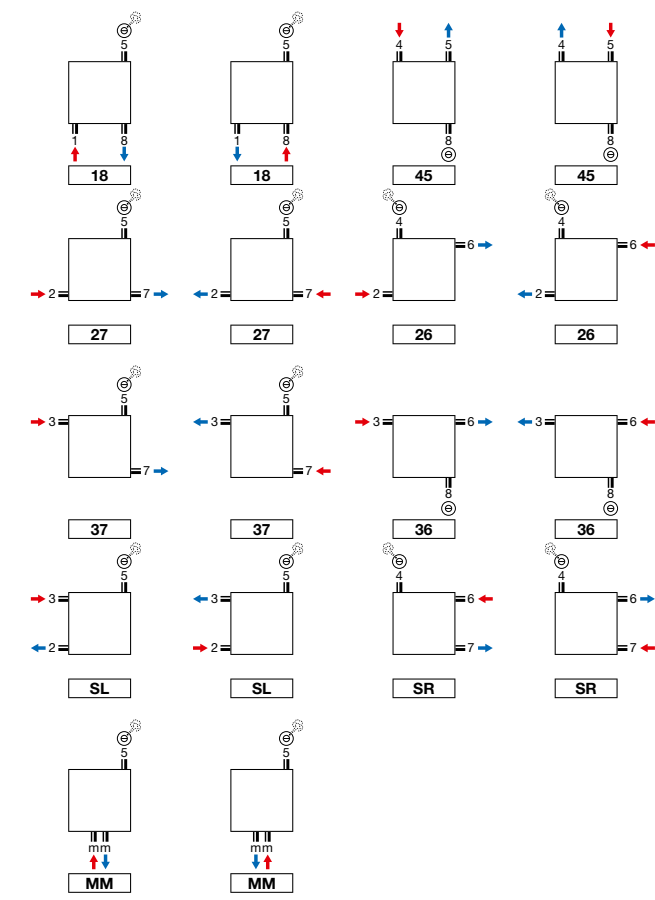 5 5 4 5 4 5
1 8 1 8 8 8
18 18 45 45
5 5 4 4
6 6
2 7 2 7 2 2
27 27 26 26
5 5
3 3 3 6 3 6
7 7
8 8
37 37 36 36
5 5 4 4
3 3 6 6
2 2 7 7
SL SL SR SR
5 5
mm mm
MM MM